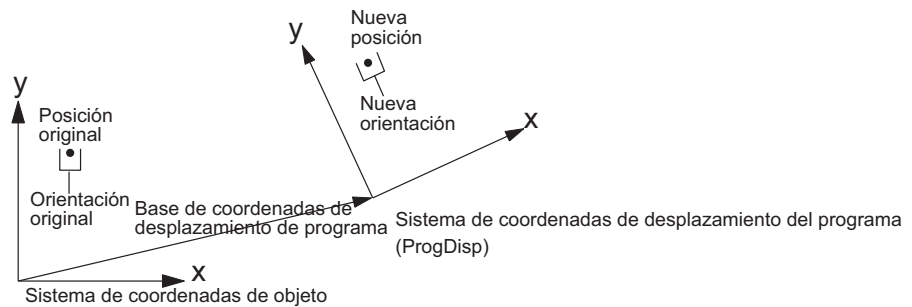 Nueva
posición
y
Nueva
orientación
x
y
Posición
original
Orientación
original
Base de coordenadas de
desplazamiento de programa
Sistema de coordenadas de desplazamiento del programa
(ProgDisp)
x
Sistema de coordenadas de objeto